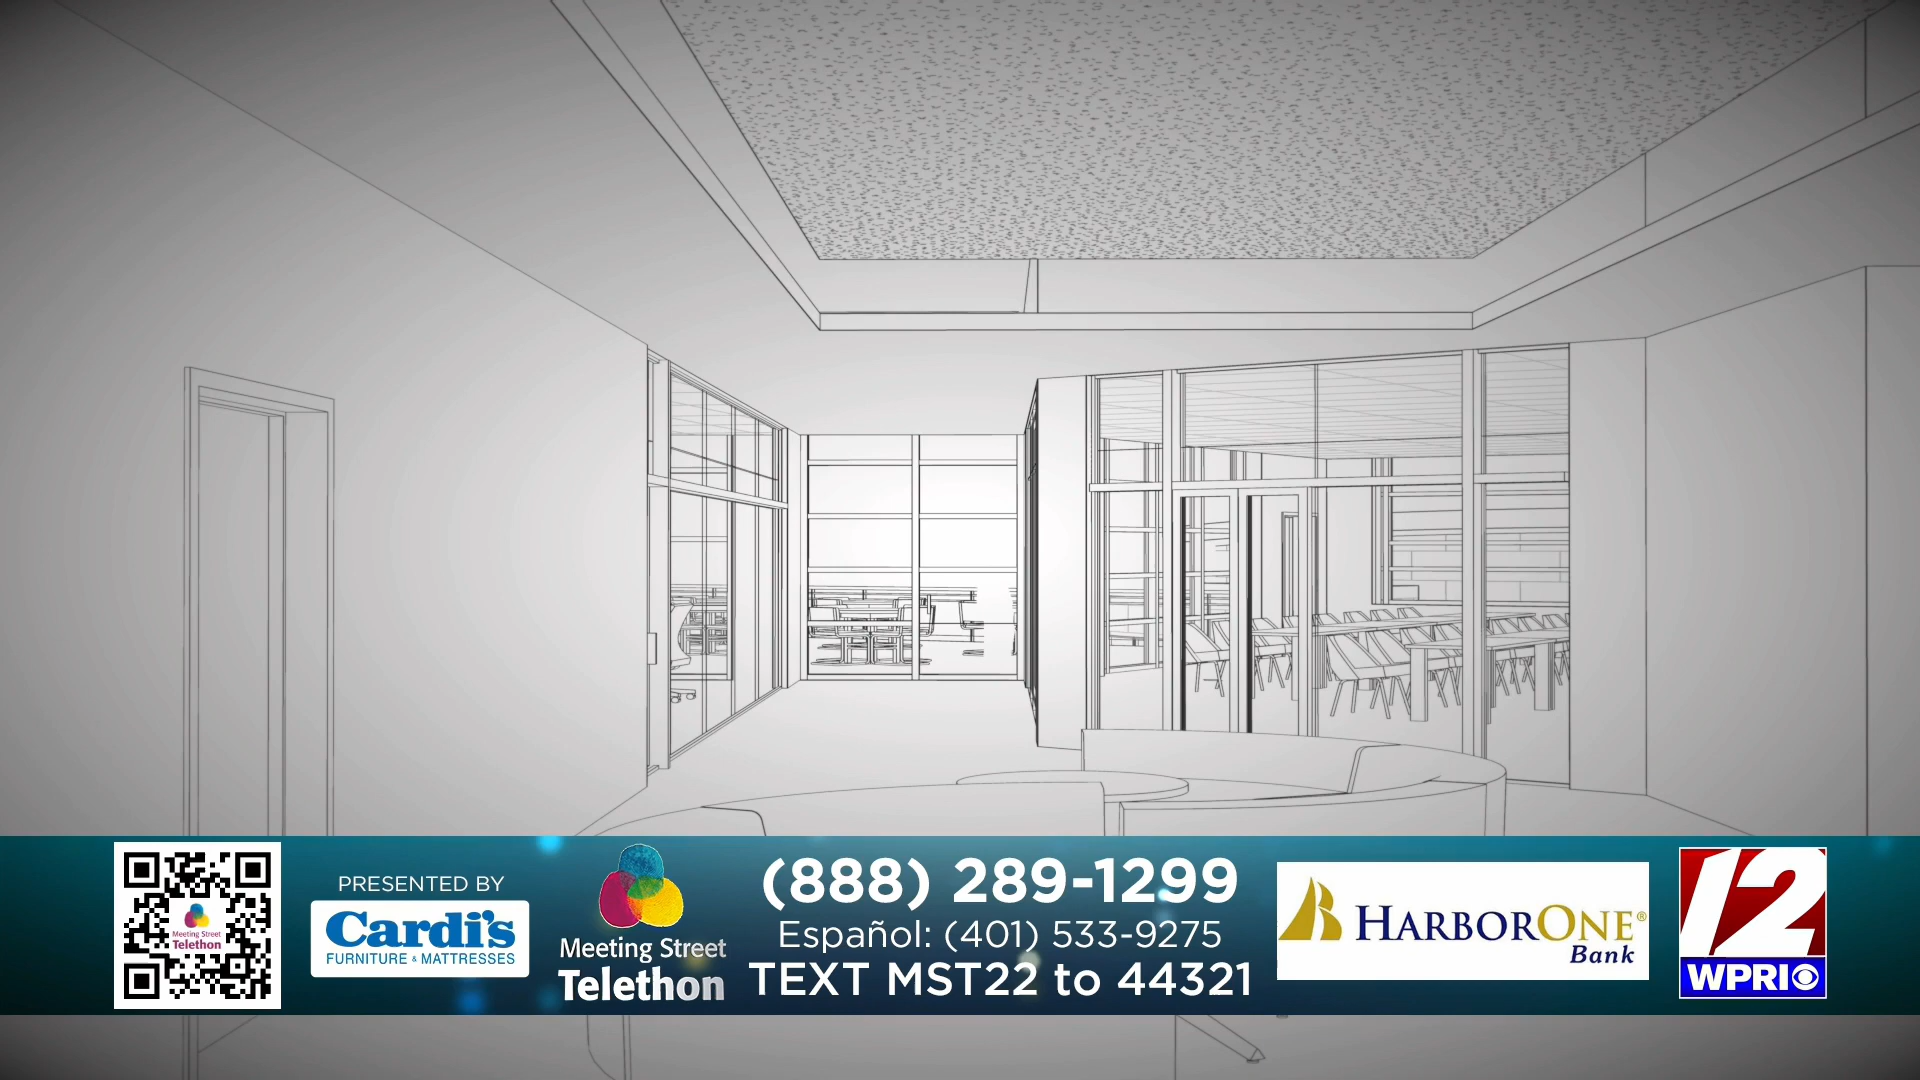 Meeting Street
Telethon
PRESENTED BY
Cardi's
FURNITURE & MATTRESSES
Meeting Street
Telethon
(888) 289-1299
Español: (401) 533-9275
TEXT MST22 to 44321
HARBORONE®
Bank
12
WPRI